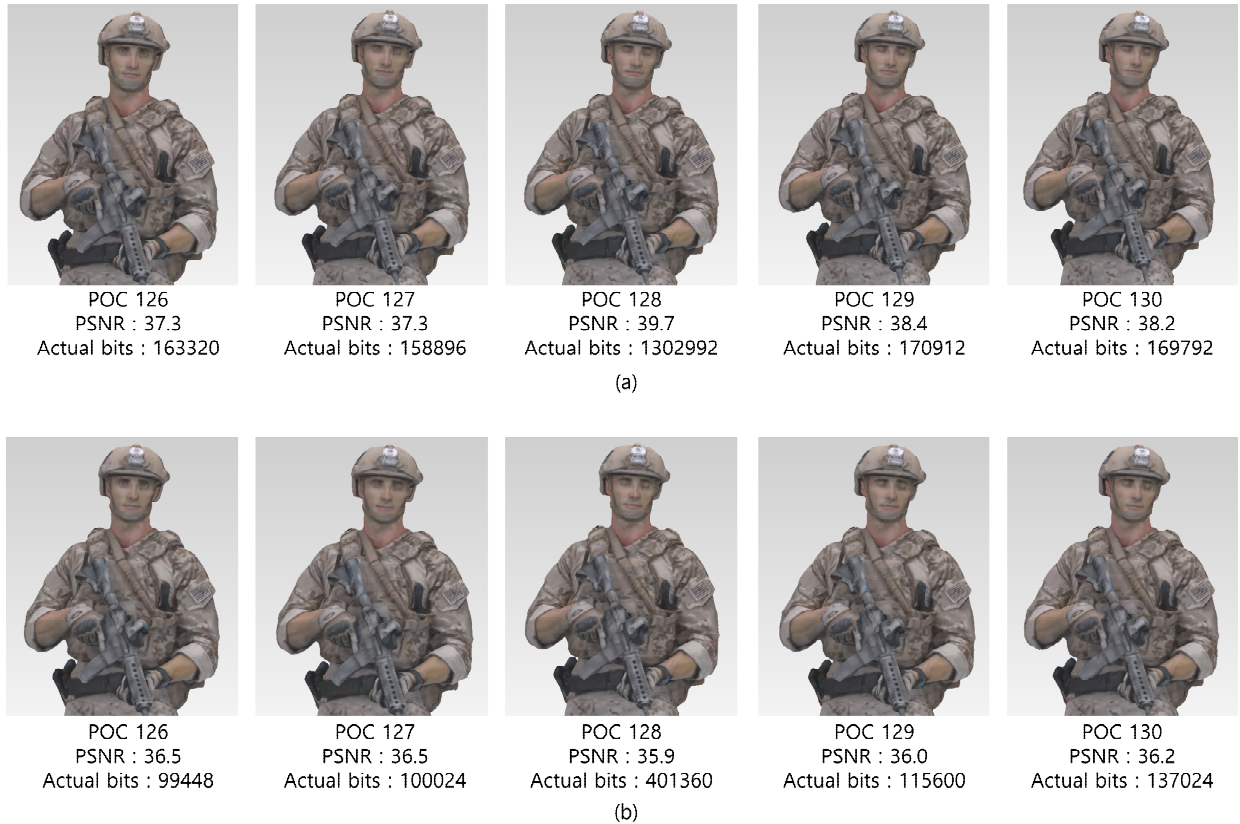 POC 126 POC 127 POC 128 POC 129 POC 130
PSNR : 37.3 PSNR : 37.3 PSNR : 39.7 PSNR : 38.4 PSNR : 38.2
Actual bits : 163320 Actual bits : 158896 Actual bits : 1302992 Actual bits : 170912 Actual bits : 169792
(a)
POC 126 POC 127 POC 128 POC 129 POC 130
PSNR : 36.5 PSNR : 36.5 PSNR : 35.9 PSNR : 36.0 PSNR : 36.2
Actual bits : 99448 Actual bits : 100024 Actual bits : 401360 Actual bits : 115600 Actual bits : 137024
(b)